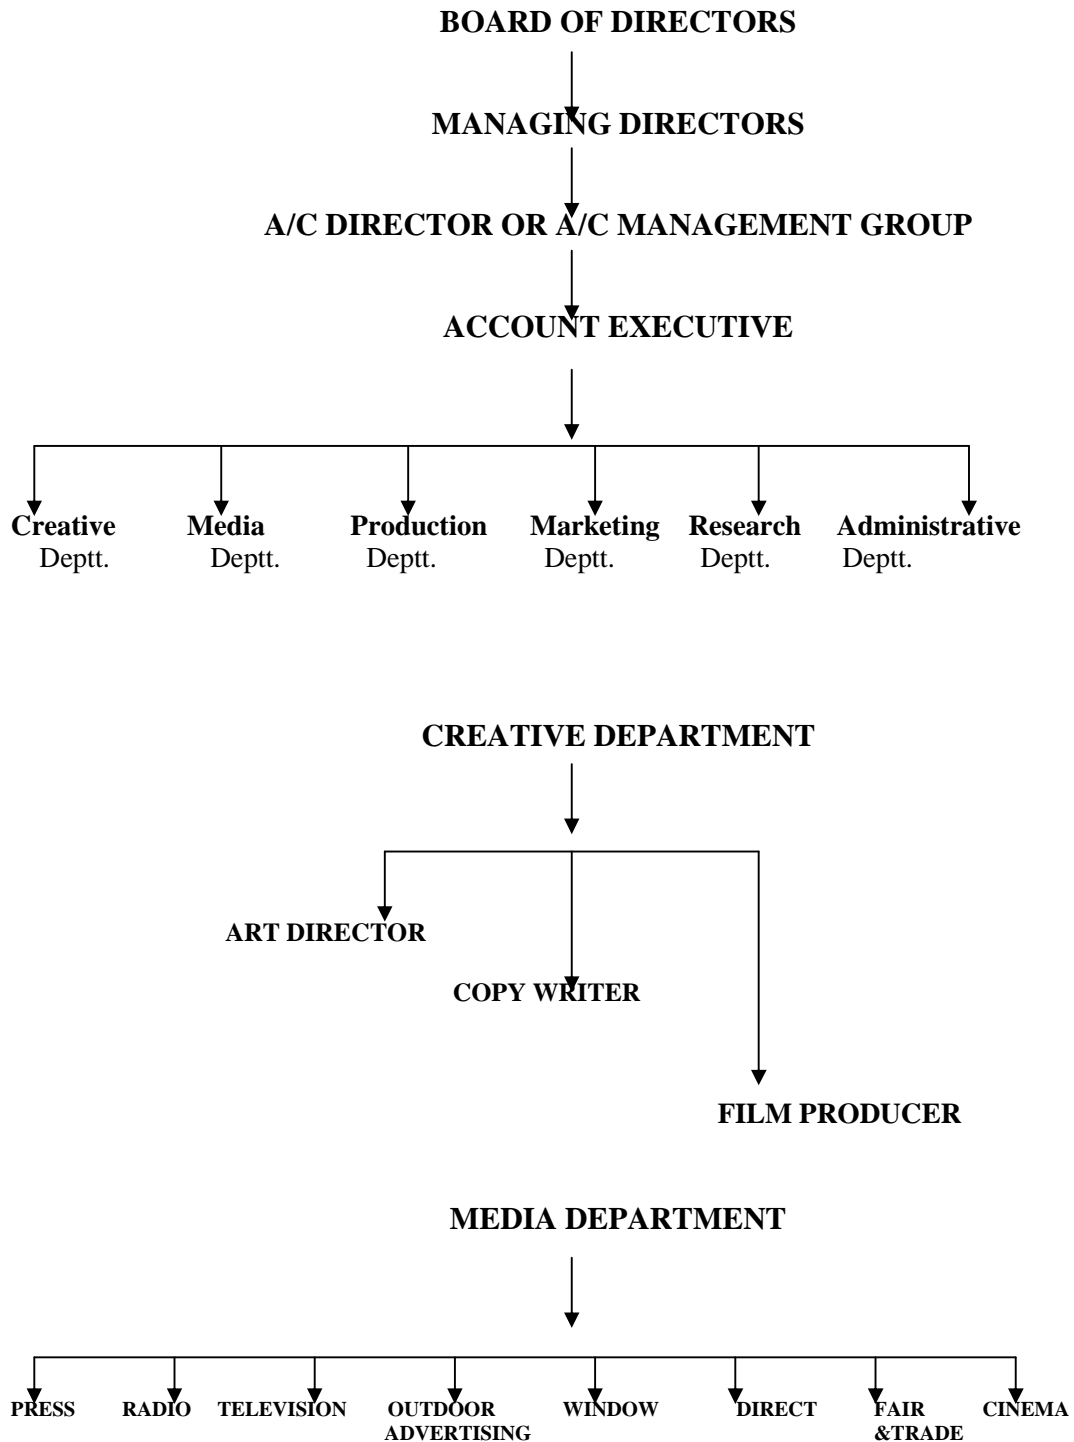 BOARD OF DIRECTORS
MANAGING DIRECTORS
A/C DIRECTOR OR A/C MANAGEMENT GROUP
ACCOUNT EXECUTIVE
Creative Media Production Marketing Research Administrative
Deptt. Deptt. Deptt. Deptt. Deptt. Deptt.
CREATIVE DEPARTMENT
ART DIRECTOR
COPY WRITER
FILM PRODUCER
MEDIA DEPARTMENT
PRESS RADIO TELEVISION OUTDOOR WINDOW DIRECT FAIR CINEMA
ADVERTISING &TRADE